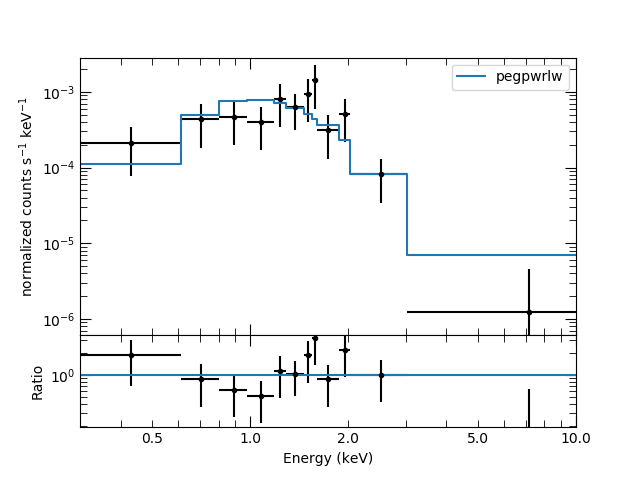 pegpwrlw
normalized counts s⁻¹ keV⁻¹
10⁻³
10⁻⁴
10⁻⁵
10⁻⁶
Ratio
10⁰
0.5 1.0 2.0 5.0 10.0
Energy (keV)